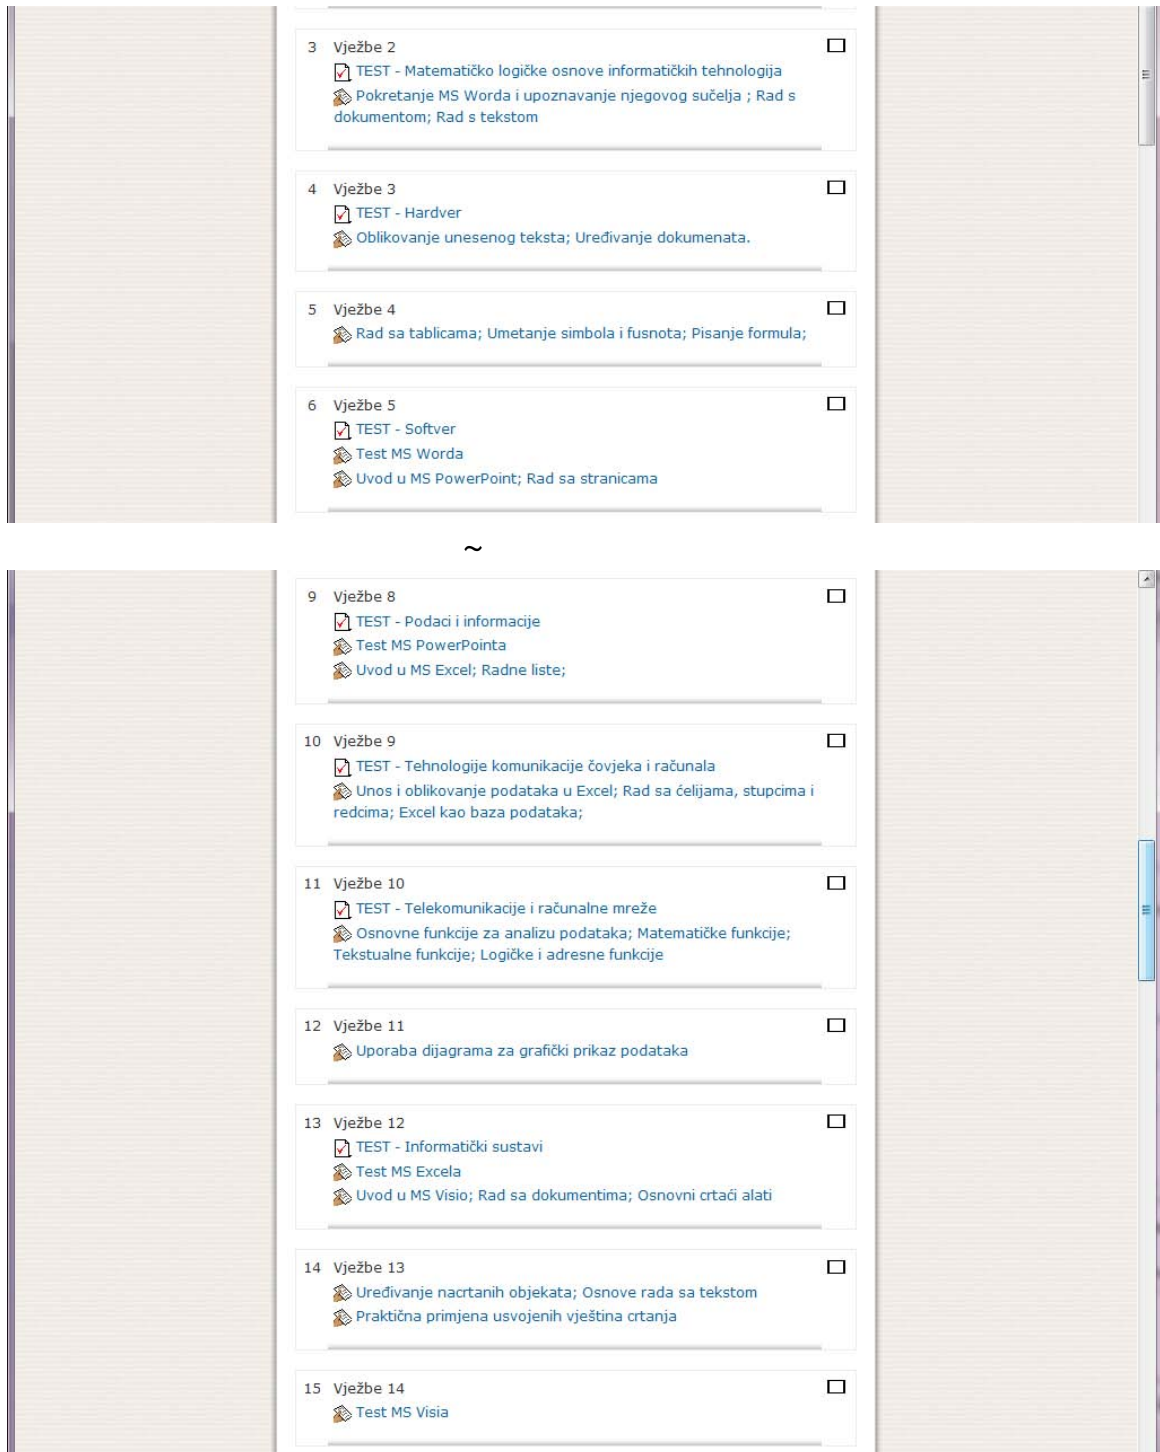 3 Vježbe 2
TEST - Matematičko logičke osnove informatičkih tehnologija
Pokretanje MS Worda i upoznavanje njegovog sučelja ; Rad s
dokumentom; Rad s tekstom
4 Vježbe 3
TEST - Hardver
Oblikovanje unesenog teksta; Uređivanje dokumenata.
5 Vježbe 4
Rad sa tablicama; Umetanje simbola i fusnota; Pisanje formula;
6 Vježbe 5
TEST - Softver
Test MS Worda
Uvod u MS PowerPoint; Rad sa stranicama
~
9 Vježbe 8
TEST - Podaci i informacije
Test MS PowerPointa
Uvod u MS Excel; Radne liste;
10 Vježbe 9
TEST - Tehnologije komunikacije čovjeka i računala
Unos i oblikovanje podataka u Excel; Rad sa ćelijama, stupcima i
redcima; Excel kao baza podataka;
11 Vježbe 10
TEST - Telekomunikacije i računalne mreže
Osnovne funkcije za analizu podataka; Matematičke funkcije;
Tekstualne funkcije; Logičke i adresne funkcije
12 Vježbe 11
Uporaba dijagrama za grafički prikaz podataka
13 Vježbe 12
TEST - Informatički sustavi
Test MS Excela
Uvod u MS Visio; Rad sa dokumentima; Osnovni crtaći alati
14 Vježbe 13
Uređivanje nacrtanih objekata; Osnove rada sa tekstom
Praktična primjena usvojenih vještina crtanja
15 Vježbe 14
Test MS Visia